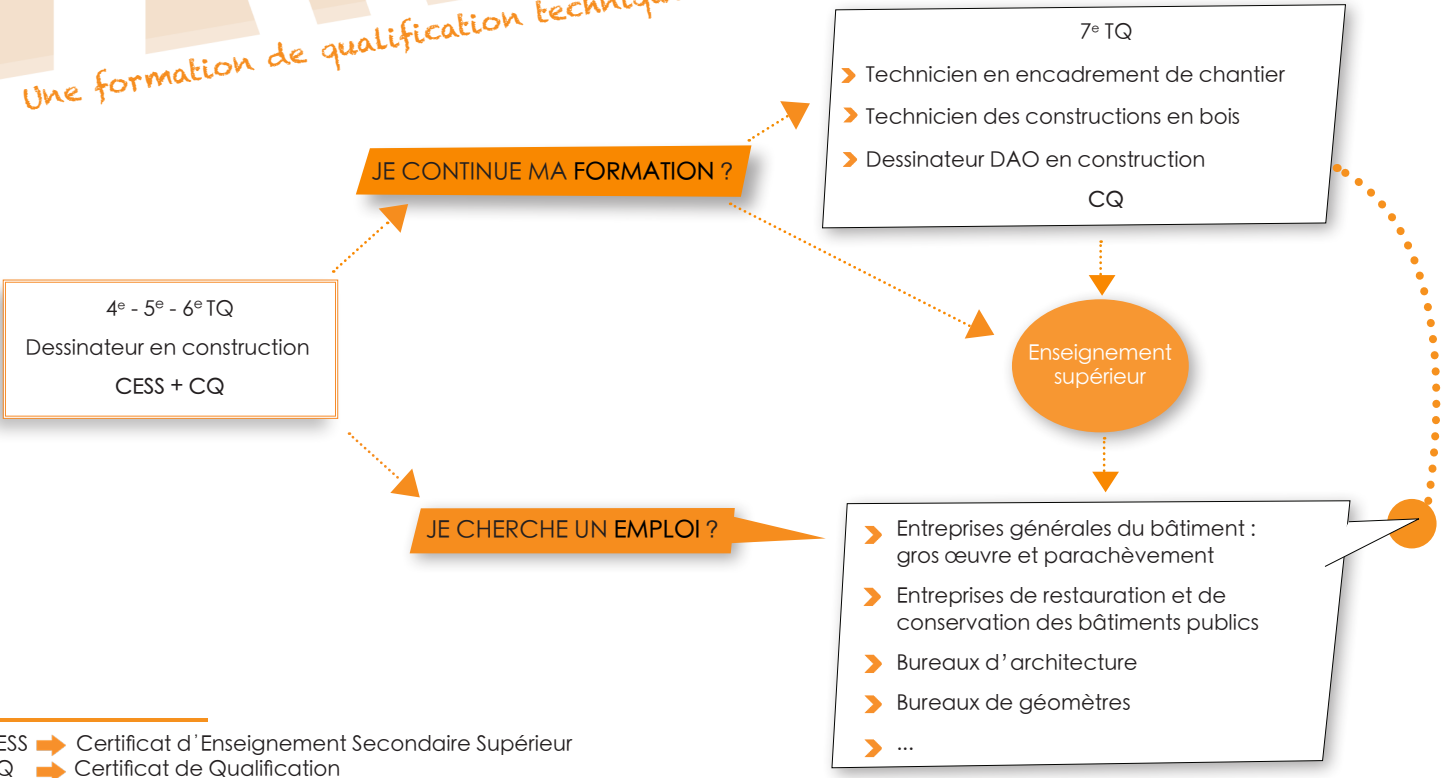 Une formation de qualification technique
7e TQ
Technicien en encadrement de chantier
Technicien des constructions en bois
Dessinateur DAO en construction
CQ
JE CONTINUE MA FORMATION ?
4e - 5e - 6e TQ
Dessinateur en construction
CESS + CQ
Enseignement
supérieur
JE CHERCHE UN EMPLOI ?
Entreprises générales du bâtiment :
gros œuvre et parachèvement
Entreprises de restauration et de
conservation des bâtiments publics
Bureaux d'architecture
Bureaux de géomètres
...
ESS Certificat d'Enseignement Secondaire Supérieur
Q Certificat de Qualification